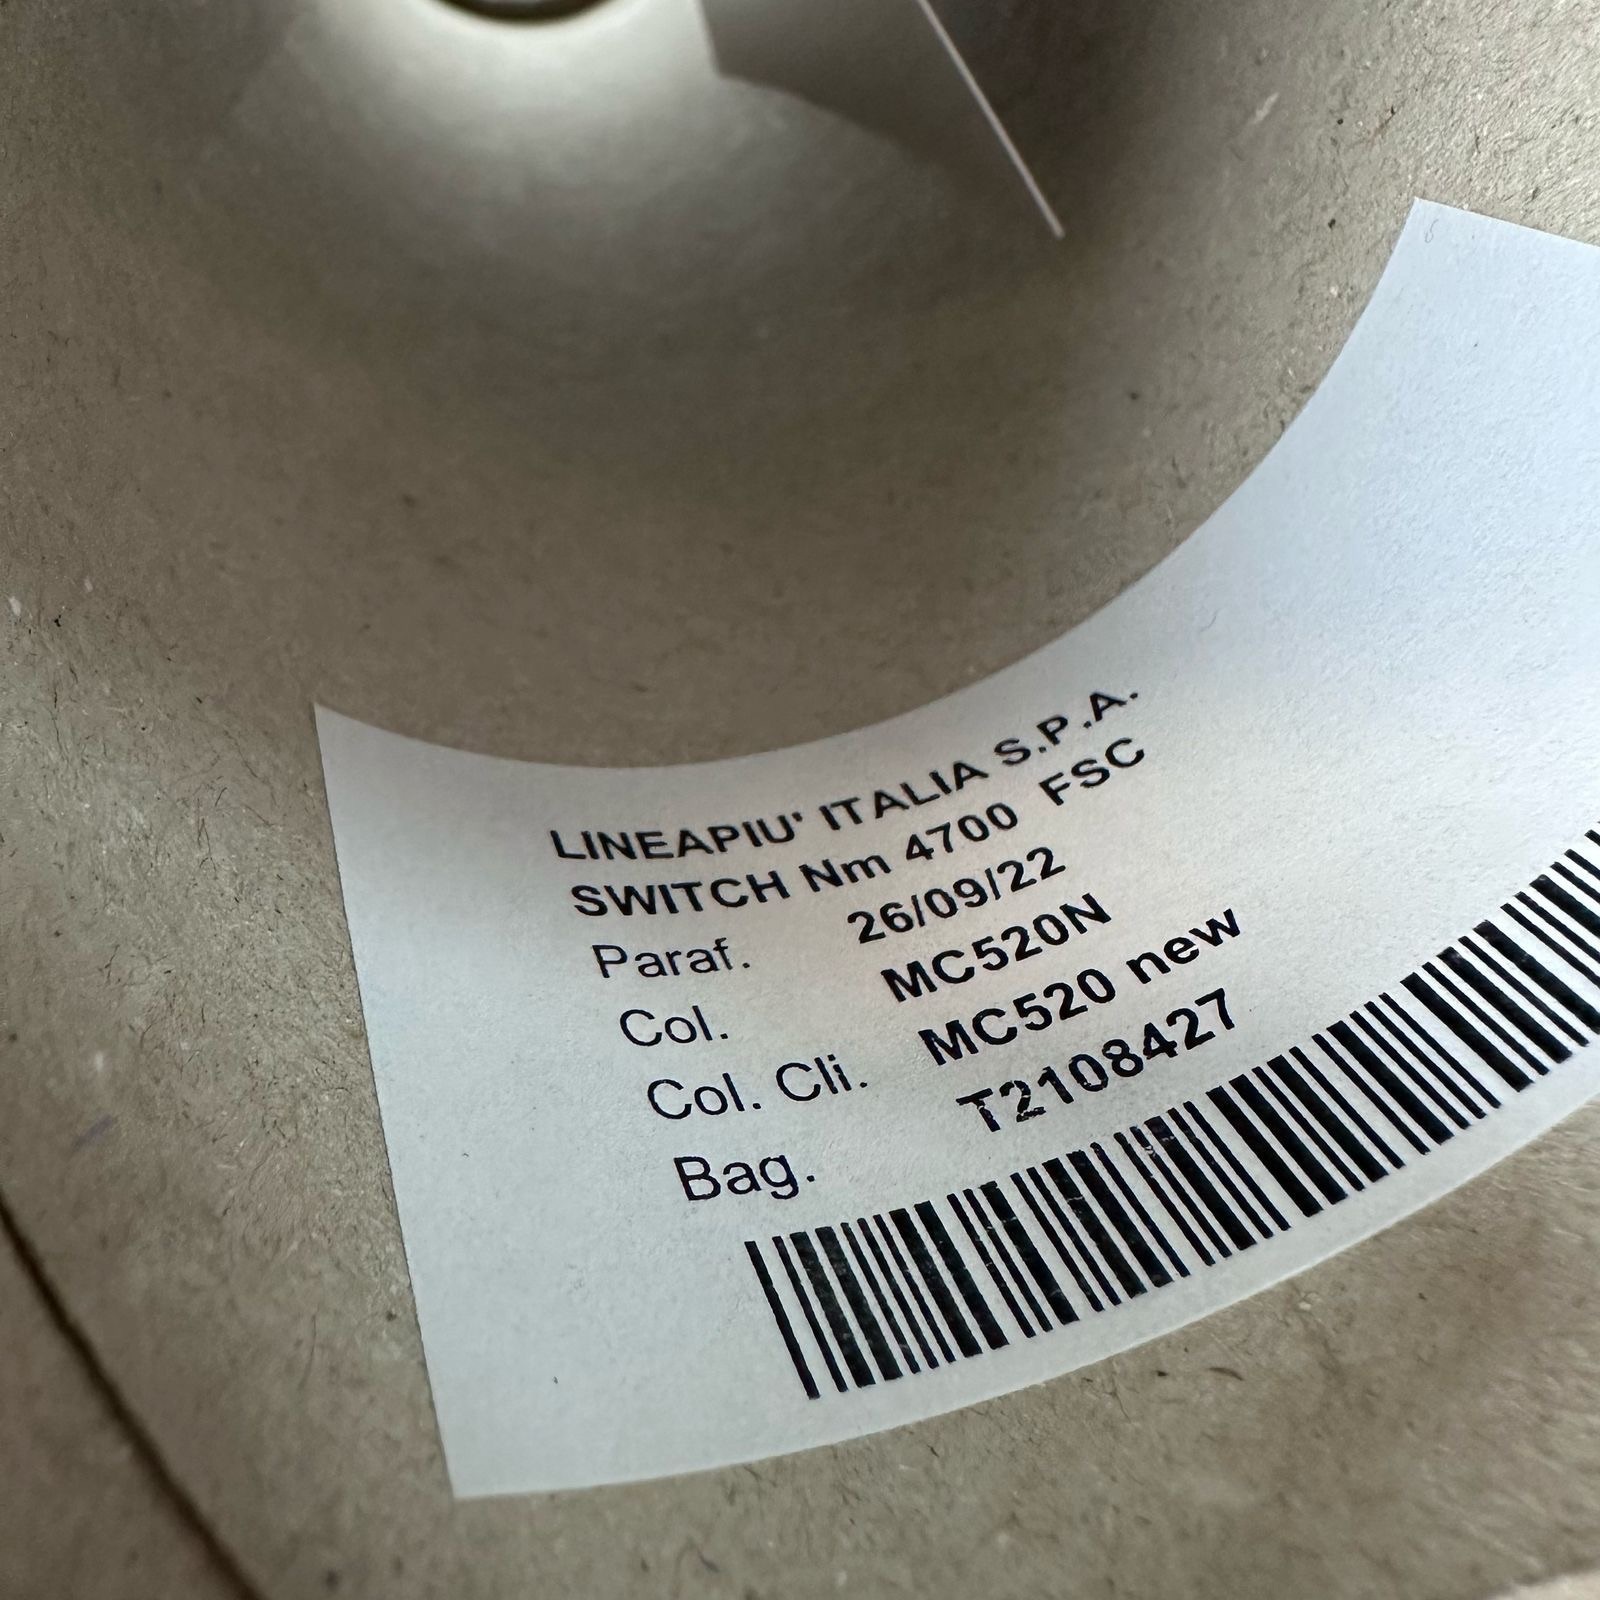 LINEAPIU' ITALIA S.P.A.
SWITCH Nm 4700 FSC
Paraf. 26/09/22
Col. MC520N
Col. Cli. MC520 new
Bag. T2108427